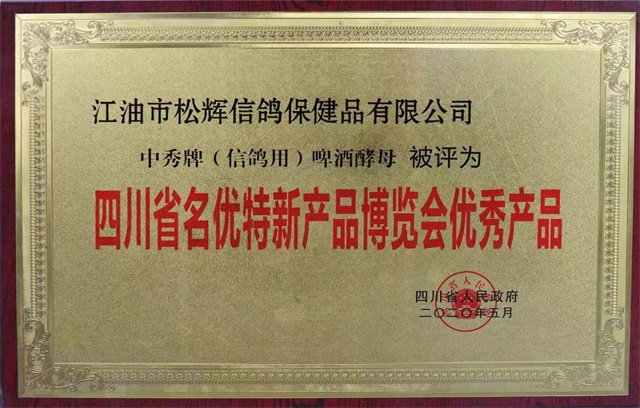 江油市松辉信鸽保健品有限公司
中秀牌（信鸽用）啤酒酵母 被评为
四川省名优特新产品博览会优秀产品
四川省人民政府
二〇二〇年五月